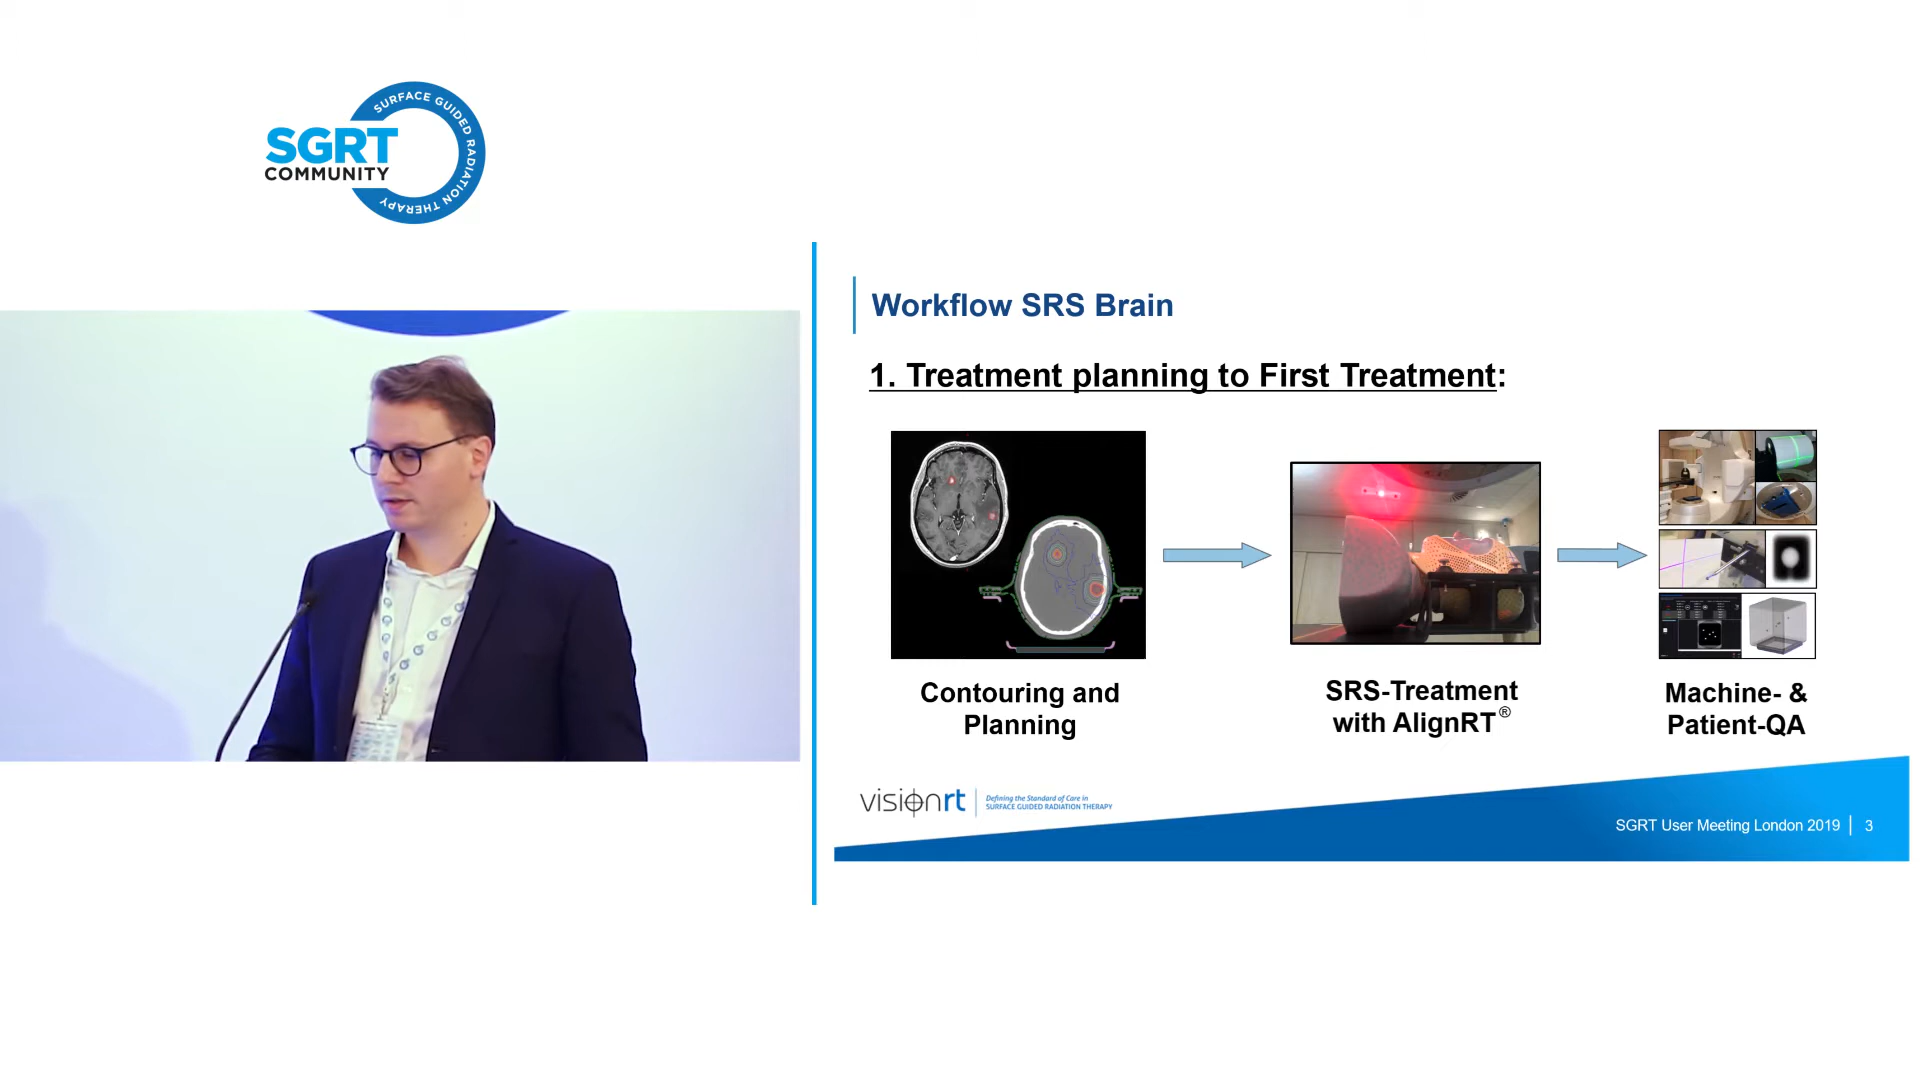 SURFACE GUIDED RADIATION THERAPY
SGRT
COMMUNITY
Workflow SRS Brain
1. Treatment planning to First Treatment:
Contouring and
Planning
SRS-Treatment
with AlignRT®
Machine- &
Patient-QA
visionrt
Defining the Standard of Care in
SURFACE GUIDED RADIATION THERAPY
SGRT User Meeting London 2019 | 3